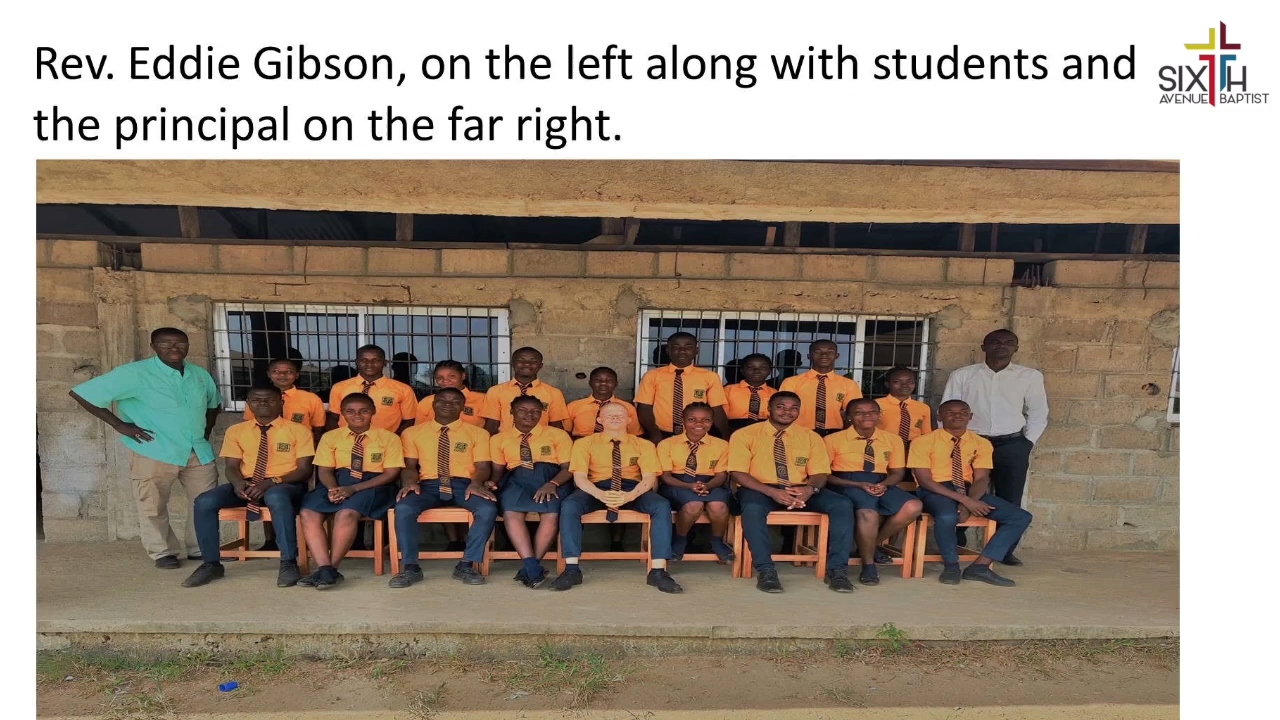 Rev. Eddie Gibson, on the left along with students and
the principal on the far right.
SIXTH
AVENUE BAPTIST